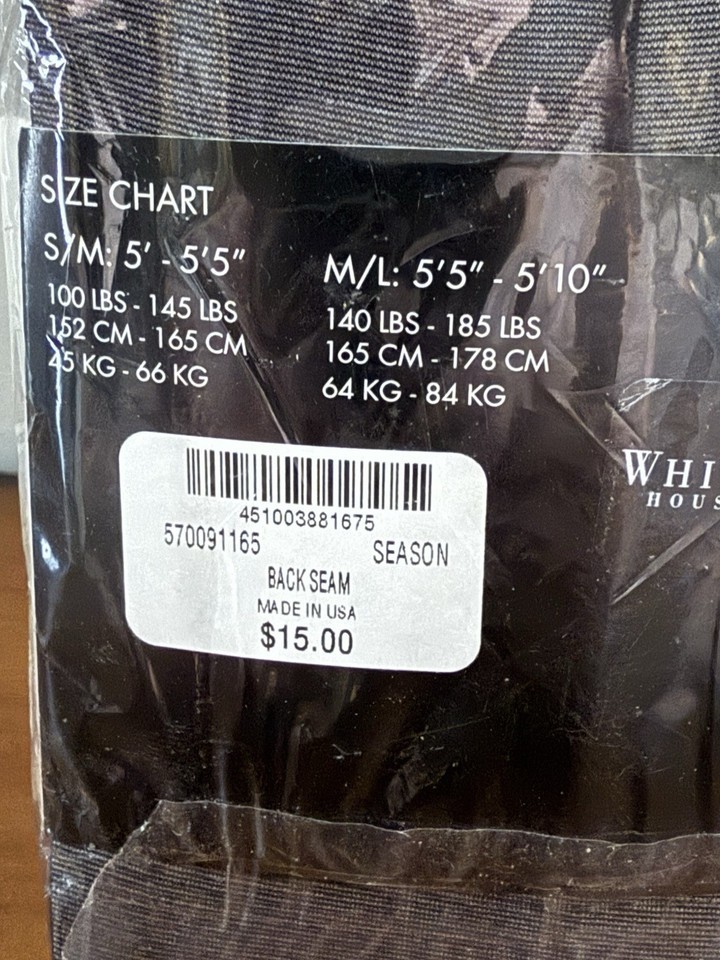 SIZE CHART
S/M: 5' - 5'5"
100 LBS - 145 LBS
152 CM - 165 CM
45 KG - 66 KG
M/L: 5'5" - 5'10"
140 LBS - 185 LBS
165 CM - 178 CM
64 KG - 84 KG
WHI
HOUS
451003881675
570091165
SEASON
BACK SEAM
MADE IN USA
$15.00